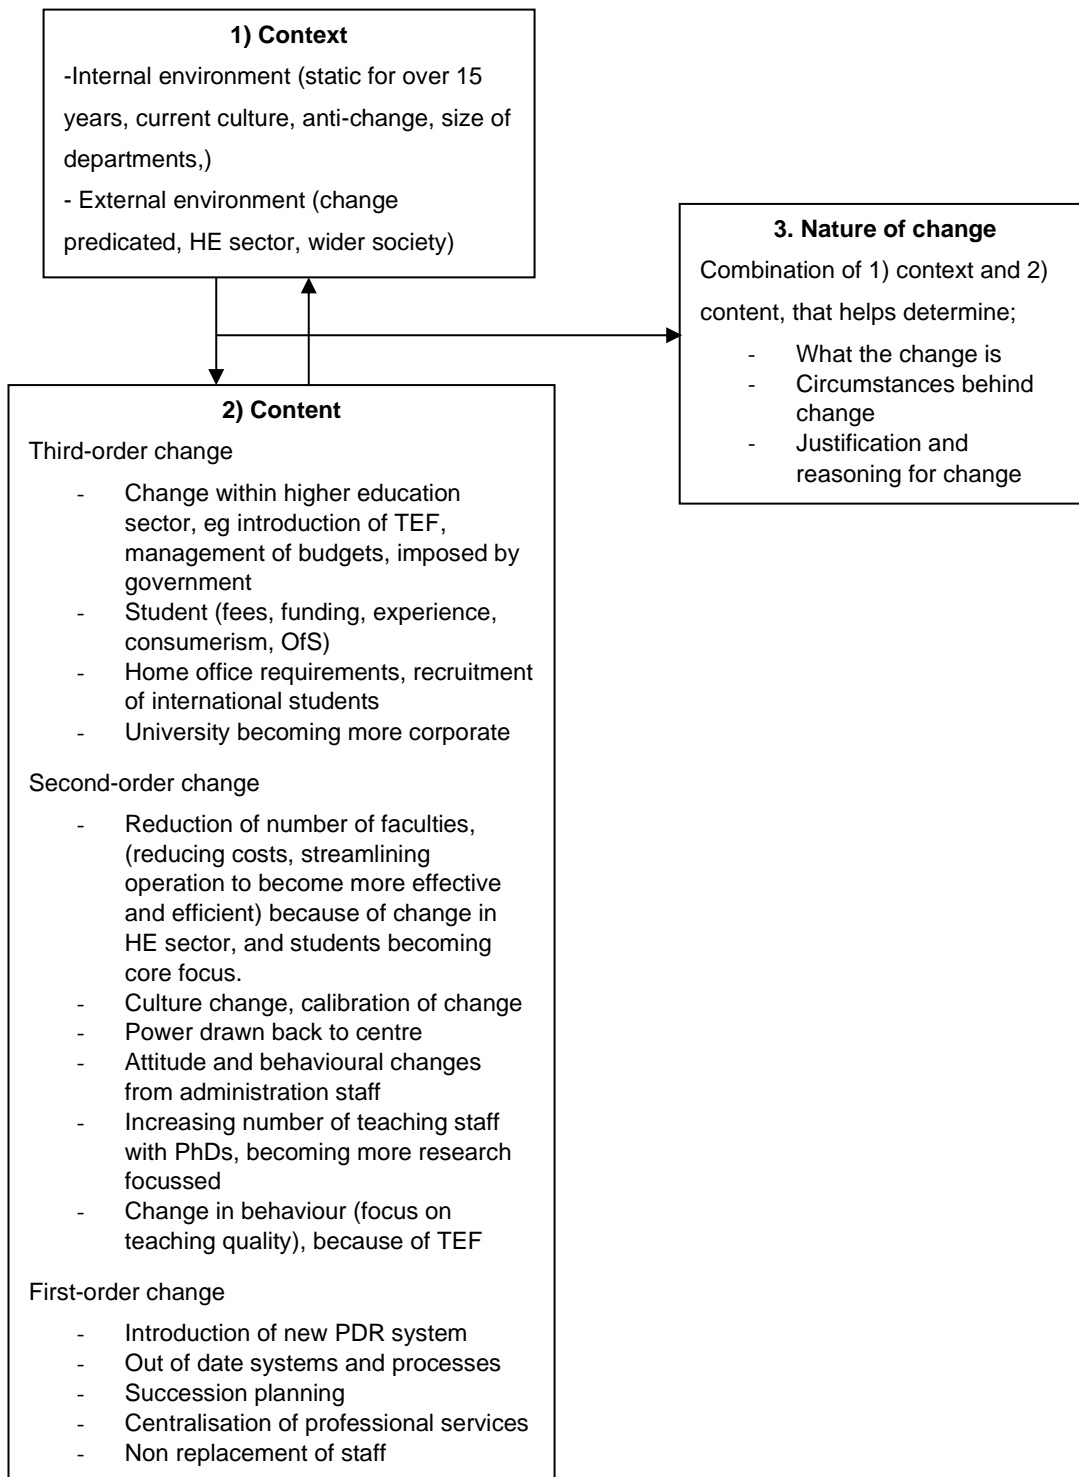 1) Context
-Internal environment (static for over 15
years, current culture, anti-change, size of
departments,)
- External environment (change
predicated, HE sector, wider society)
3. Nature of change
Combination of 1) context and 2)
content, that helps determine;
- What the change is
- Circumstances behind
change
- Justification and
reasoning for change
2) Content
Third-order change
- Change within higher education
sector, eg introduction of TEF,
management of budgets, imposed by
government
- Student (fees, funding, experience,
consumerism, OfS)
- Home office requirements, recruitment
of international students
- University becoming more corporate
Second-order change
- Reduction of number of faculties,
(reducing costs, streamlining
operation to become more effective
and efficient) because of change in
HE sector, and students becoming
core focus.
- Culture change, calibration of change
- Power drawn back to centre
- Attitude and behavioural changes
from administration staff
- Increasing number of teaching staff
with PhDs, becoming more research
focussed
- Change in behaviour (focus on
teaching quality), because of TEF
First-order change
- Introduction of new PDR system
- Out of date systems and processes
- Succession planning
- Centralisation of professional services
- Non replacement of staff